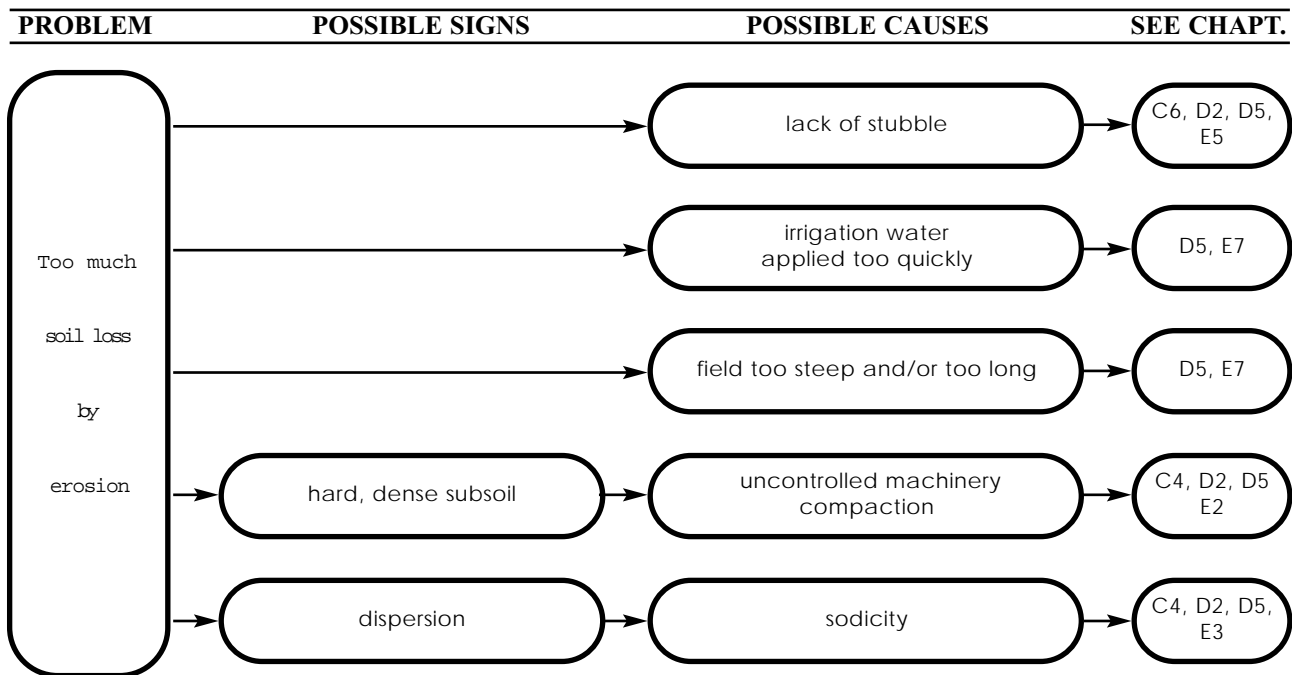 PROBLEM POSSIBLE SIGNS POSSIBLE CAUSES SEE CHAPT.
Too much
soil loss
by
erosion
lack of stubble
C6, D2, D5,
E5
irrigation water
applied too quickly
D5, E7
field too steep and/or too long
D5, E7
hard, dense subsoil
uncontrolled machinery
compaction
C4, D2, D5
E2
dispersion
sodicity
C4, D2, D5,
E3